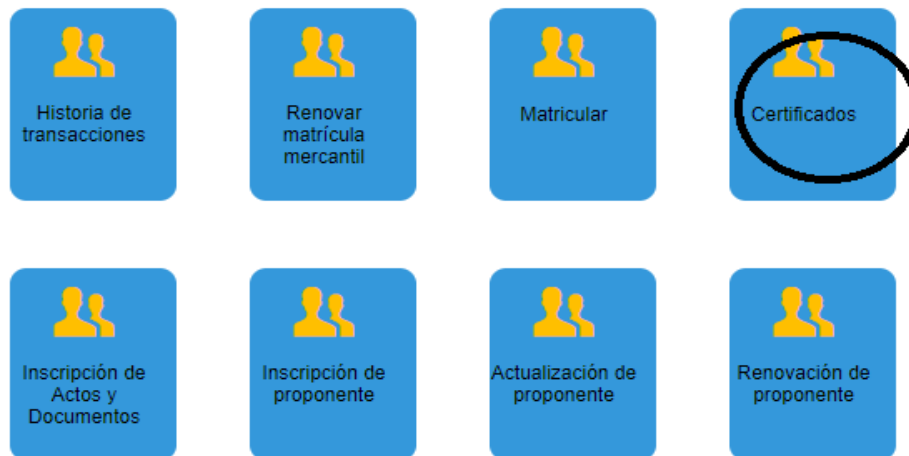 Historia de
transacciones
Renovar
matrícula
mercantil
Matricular
Certificados
Inscripción de
Actos y
Documentos
Inscripción de
proponente
Actualización de
proponente
Renovación de
proponente